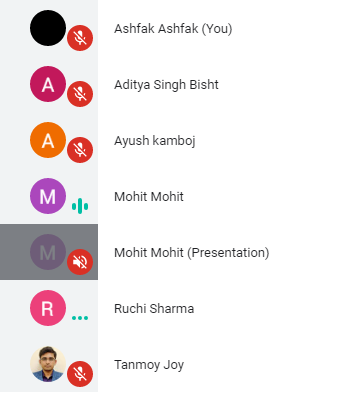 Ashfak Ashfak (You)
A Aditya Singh Bisht
A Ayush kamboj
M Mohit Mohit
M Mohit Mohit (Presentation)
R Ruchi Sharma
Tanmoy Joy